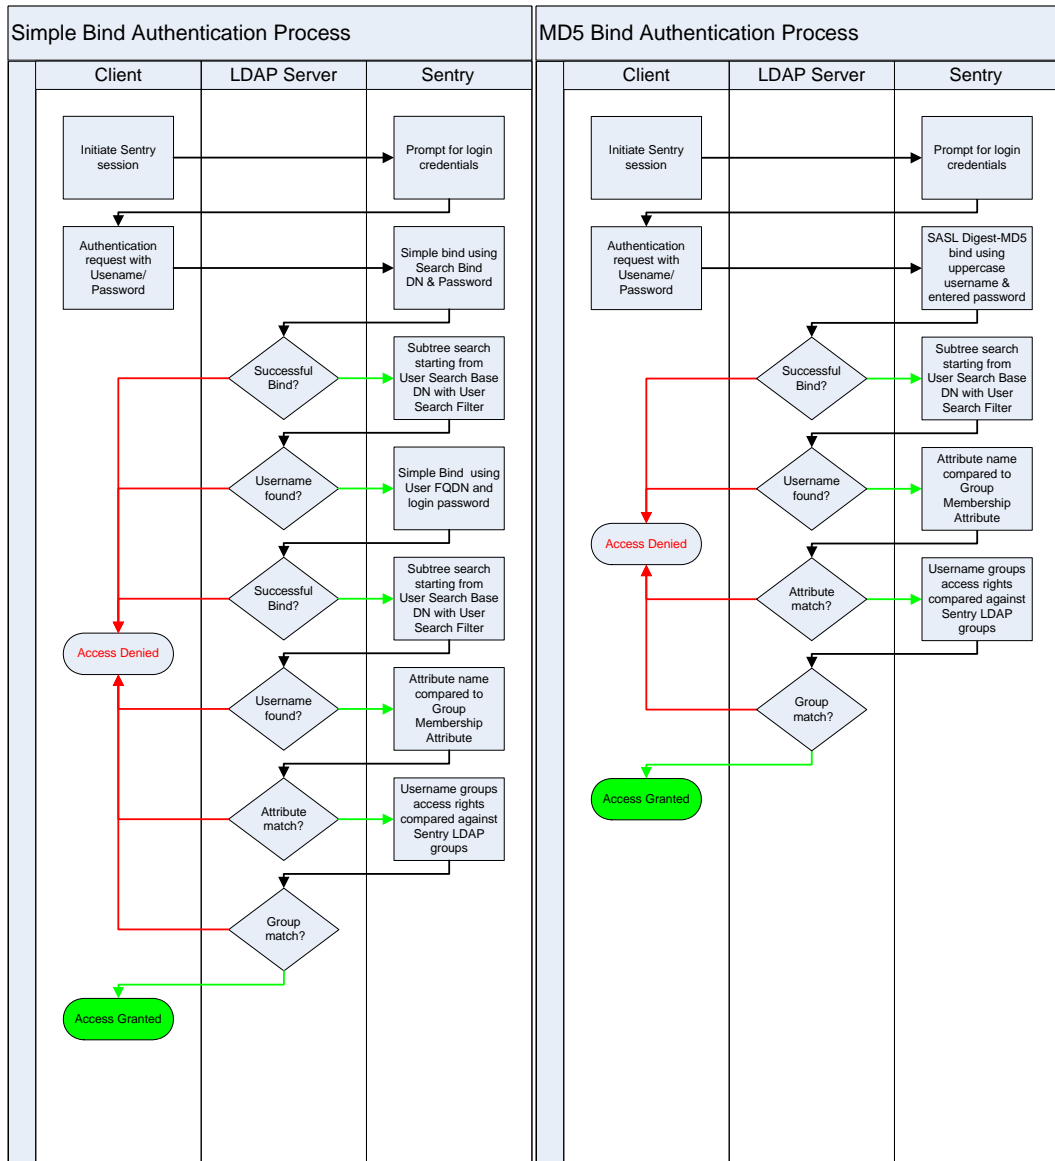 Simple Bind Authentication Process
Client
LDAP Server
Sentry
Initiate Sentry
session
Prompt for login
credentials
Authentication
request with
Usename/
Password
Simple bind using
Search Bind
DN & Password
Successful
Bind?
Subtree search
starting from
User Search Base
DN with User
Search Filter
Username
found?
Simple Bind using
User FQDN and
login password
Successful
Bind?
Subtree search
starting from
User Search Base
DN with User
Search Filter
Access Denied
Username
found?
Attribute name
compared to
Group
Membership
Attribute
Attribute
match?
Username groups
access rights
compared against
Sentry LDAP
groups
Group
match?
Access Granted
MD5 Bind Authentication Process
Client
LDAP Server
Sentry
Initiate Sentry
session
Prompt for login
credentials
Authentication
request with
Usename/
Password
SASL Digest-MD5
bind using
uppercase
username &
entered password
Successful
Bind?
Subtree search
starting from
User Search Base
DN with User
Search Filter
Username
found?
Attribute name
compared to
Group
Membership
Attribute
Access Denied
Attribute
match?
Username groups
access rights
compared against
Sentry LDAP
groups
Group
match?
Access Granted